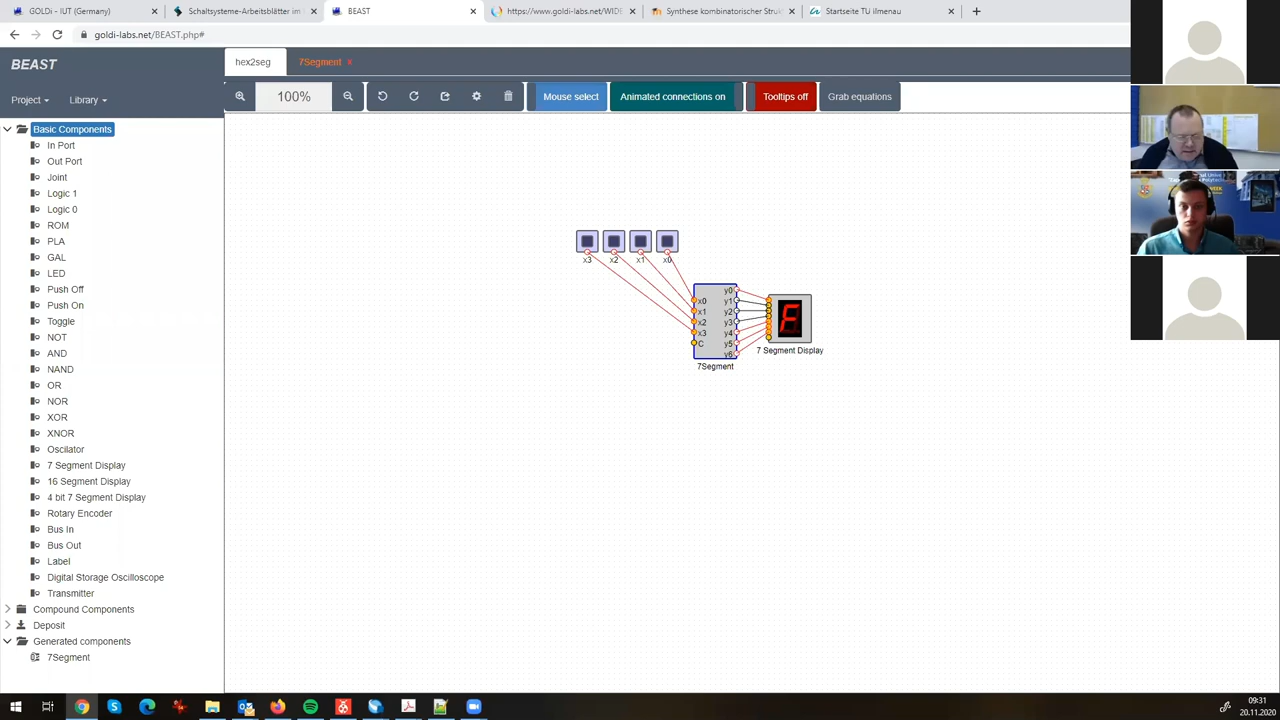 GOLDi - IUT (Germany)
Schaltsysteme-Arbeitsblätter im
BEAST
https://www.goldi-labs.net/WIDE
Synthese kombinatorischer Struk
Startseite TU ilmenau
goldi-labs.net/BEAST.php#
BEAST
hex2seg
7Segment x
Project
Library
100%
Mouse select
Animated connections on
Tooltips off
Grab equations
Basic Components
In Port
Out Port
Joint
Logic 1
Logic 0
ROM
PLA
GAL
LED
Push Off
Push On
Toggle
NOT
AND
NAND
OR
NOR
XOR
XNOR
Oscilator
7 Segment Display
16 Segment Display
4 bit 7 Segment Display
Rotary Encoder
Bus In
Bus Out
Label
Digital Storage Oscilloscope
Transmitter
Compound Components
Deposit
Generated components
7Segment
x3 x2 x1 x0
y0
x0 y1
x1 y2
x2 y3
x3 y4
C y5
y6
7Segment
F
7 Segment Display
09:31
20.11.2020